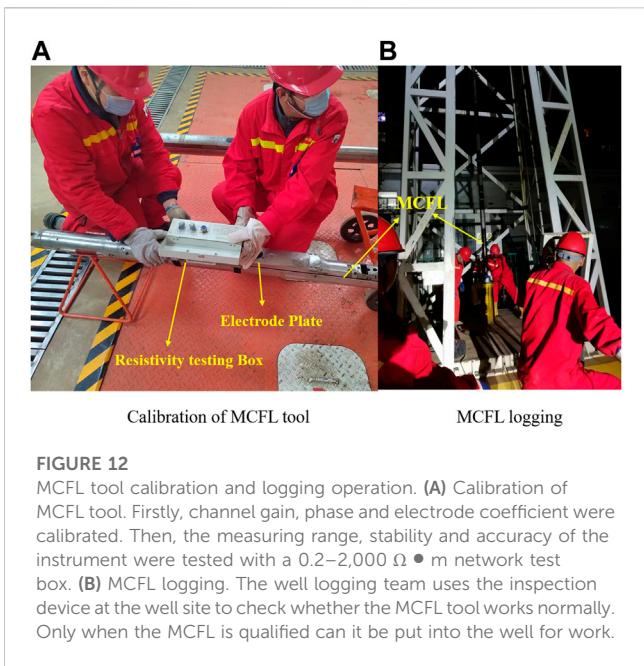 A
B
MCFL
Electrode Plate
Resistivity testing Box
Calibration of MCFL tool
MCFL logging
FIGURE 12
MCFL tool calibration and logging operation. (A) Calibration of
MCFL tool. Firstly, channel gain, phase and electrode coefficient were
calibrated. Then, the measuring range, stability and accuracy of the
instrument were tested with a 0.2–2,000 Ω ● m network test
box. (B) MCFL logging. The well logging team uses the inspection
device at the well site to check whether the MCFL tool works normally.
Only when the MCFL is qualified can it be put into the well for work.